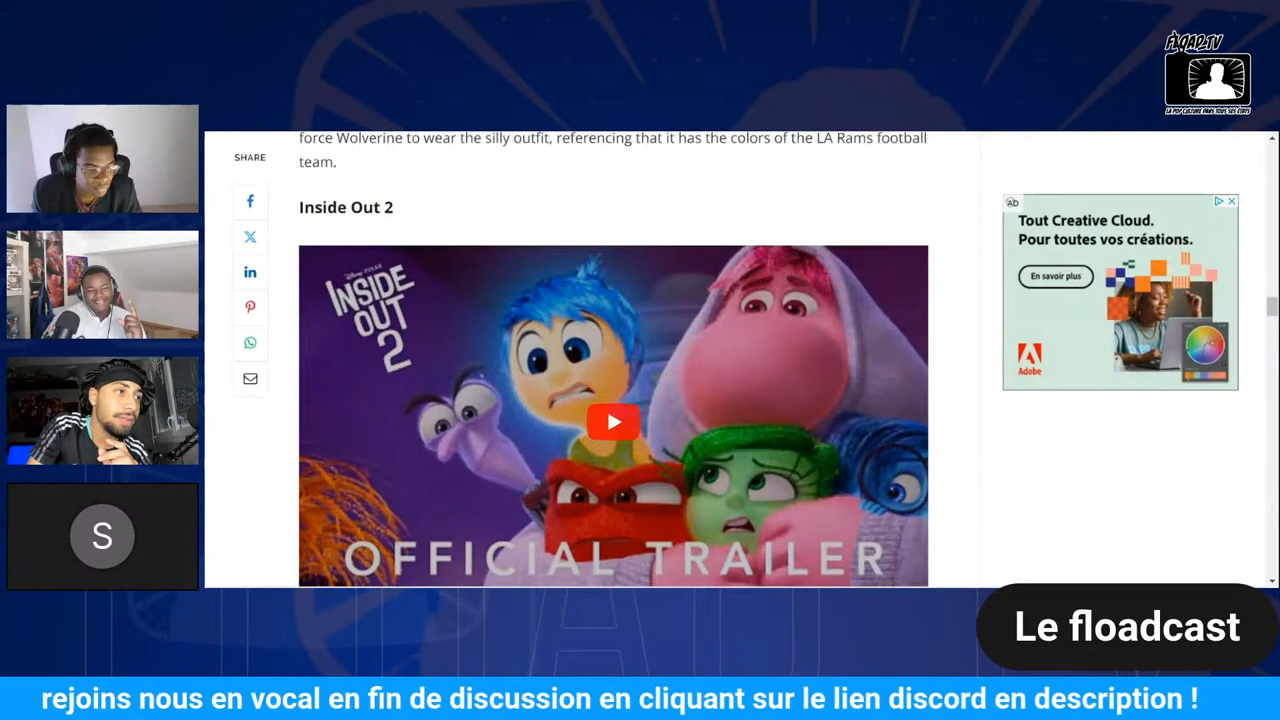 FLOAD.TV
LA POP CULTURE DANS TOUS SES ÉTATS
force Wolverine to wear the silly outfit, referencing that it has the colors of the LA Rams football
team.
SHARE
Inside Out 2
DISNEY PIXAR
INSIDE
OUT
2
OFFICIAL TRAILER
AD
Tout Creative Cloud.
Pour toutes vos créations.
En savoir plus
Adobe
S
Le floadcast
rejoins nous en vocal en fin de discussion en cliquant sur le lien discord en description !